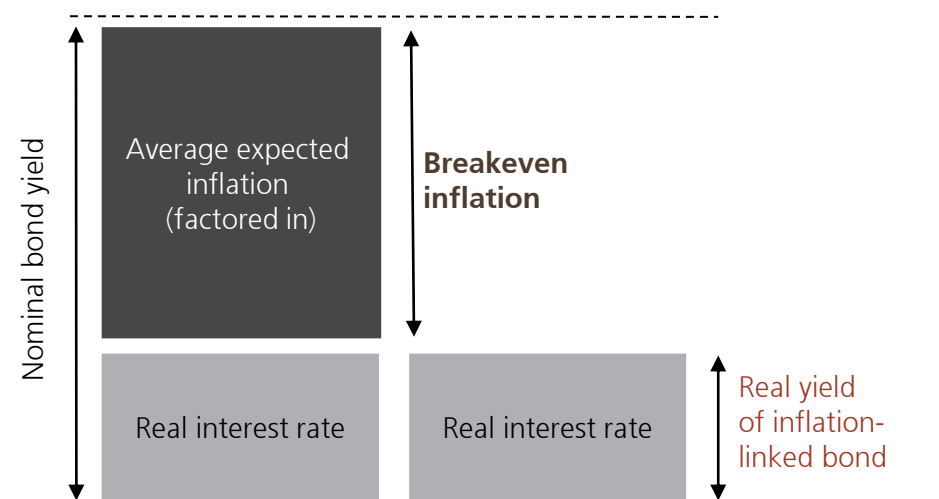 Nominal bond yield
Average expected
inflation
(factored in)
Breakeven
inflation
Real interest rate
Real interest rate
Real yield
of inflation-
linked bond